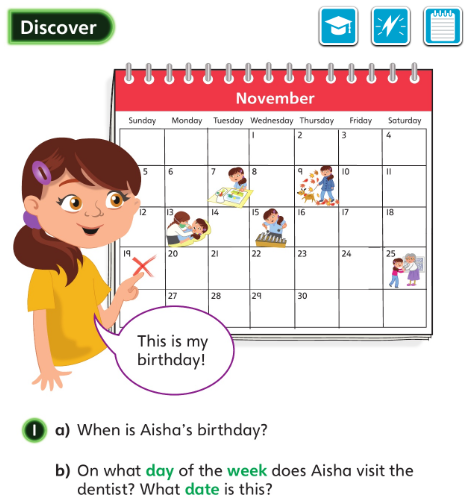 Discover
November
Sunday Monday Tuesday Wednesday Thursday Friday Saturday
1 2 3 4
5 6 7 8 9 10 11
12 13 14 15 16 17 18
19 20 21 22 23 24 25
27 28 29 30
This is my
birthday!
1 a) When is Aisha's birthday?
b) On what day of the week does Aisha visit the
dentist? What date is this?